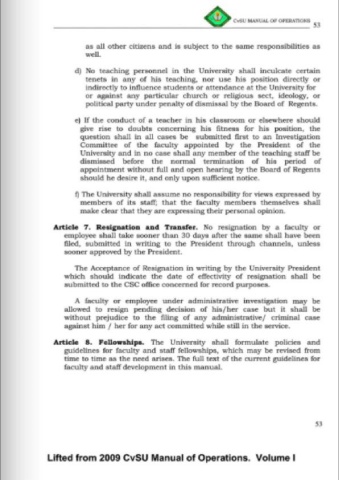 CvSU MANUAL OF OPERATIONS
53
as all other citizens and is subject to the same responsibilities as
well.
d) No teaching personnel in the University shall inculcate certain
tenets in any of his teaching, nor use his position directly or
indirectly to influence students or attendance at the University for
or against any particular church or religious sect, ideology, or
political party under penalty of dismissal by the Board of Regents.
e) If the conduct of a teacher in his classroom or elsewhere should
give rise to doubts concerning his fitness for his position, the
question shall in all cases be submitted first to an Investigation
Committee of the faculty appointed by the President of the
University and in no case shall any member of the teaching staff be
dismissed before the normal termination of his period of
appointment without full and open hearing by the Board of Regents
should he desire it, and only upon sufficient notice.
f) The University shall assume no responsibility for views expressed by
members of its staff; that the faculty members themselves shall
make clear that they are expressing their personal opinion.
Article 7. Resignation and Transfer. No resignation by a faculty or
employee shall take sooner than 30 days after the same shall have been
filed, submitted in writing to the President through channels, unless
sooner approved by the President.
The Acceptance of Resignation in writing by the University President
which should indicate the date of effectivity of resignation shall be
submitted to the CSC office concerned for record purposes.
A faculty or employee under administrative investigation may be
allowed to resign pending decision of his/her case but it shall be
without prejudice to the filing of any administrative/ criminal case
against him / her for any act committed while still in the service.
Article 8. Fellowships. The University shall formulate policies and
guidelines for faculty and staff fellowships, which may be revised from
time to time as the need arises. The full text of the current guidelines for
faculty and staff development in this manual.
53
Lifted from 2009 CvSU Manual of Operations. Volume I